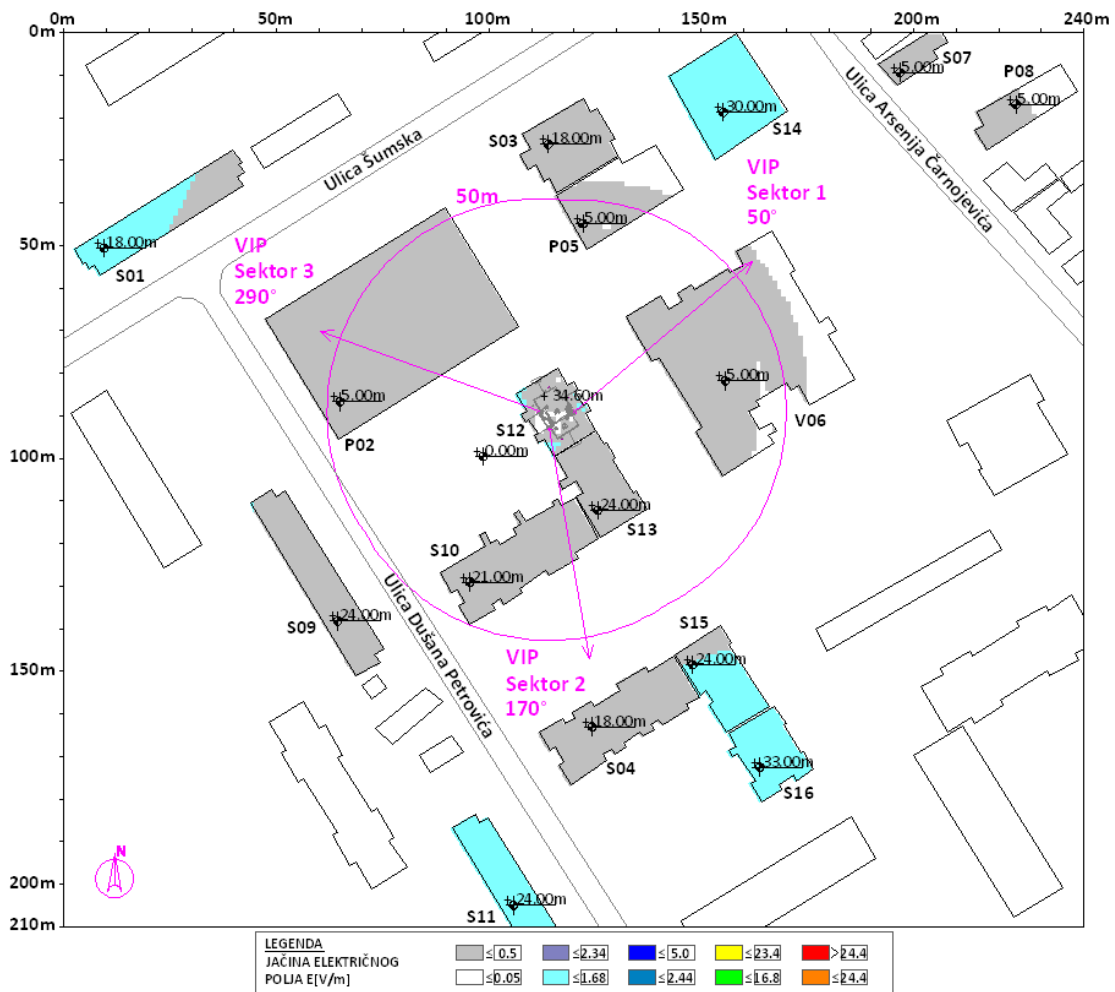 0m 50m 100m 150m 200m 240m
0m
50m
100m
150m
200m
210m
+5.00m S07
P08
+5.00m
+30.00m
S14
S03
+18.00m
Ulica Šumska
Ulica Arsenija Čarnojevića
VIP
Sektor 1
50°
50m
+5.00m
P05
+18.00m
S01
VIP
Sektor 3
290°
+5.00m
V06
+5.00m
P02
+ 34.60m
S12
+0.00m
+24.00m
S13
S10
+21.00m
+24.00m
S09
Ulica Dušana Petrovića
VIP
Sektor 2
170°
S15
+24.00m
+18.00m
S04
+33.00m
S16
N
+24.00m
S11
LEGENDA
JAČINA ELEKTRIČNOG
POLJA E[V/m]
≤0.5 ≤2.34 ≤5.0 ≤23.4 >24.4
≤0.05 ≤1.68 ≤2.44 ≤16.8 ≤24.4